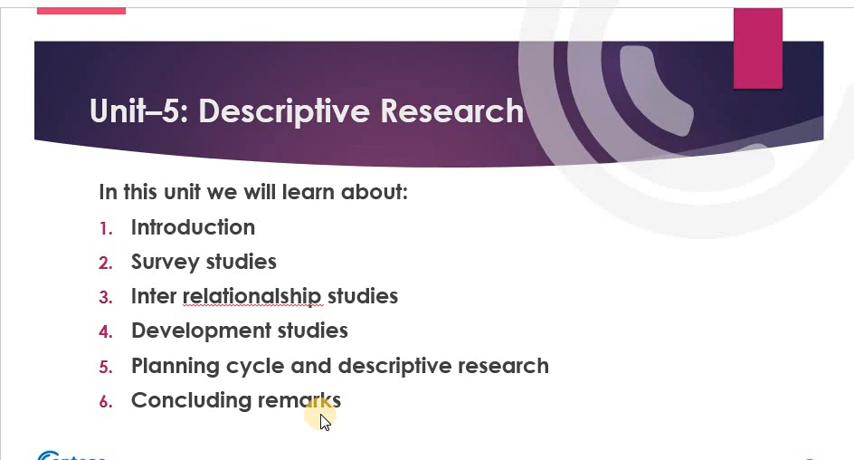 Unit–5: Descriptive Research
In this unit we will learn about:
1. Introduction
2. Survey studies
3. Inter relationalship studies
4. Development studies
5. Planning cycle and descriptive research
6. Concluding remarks